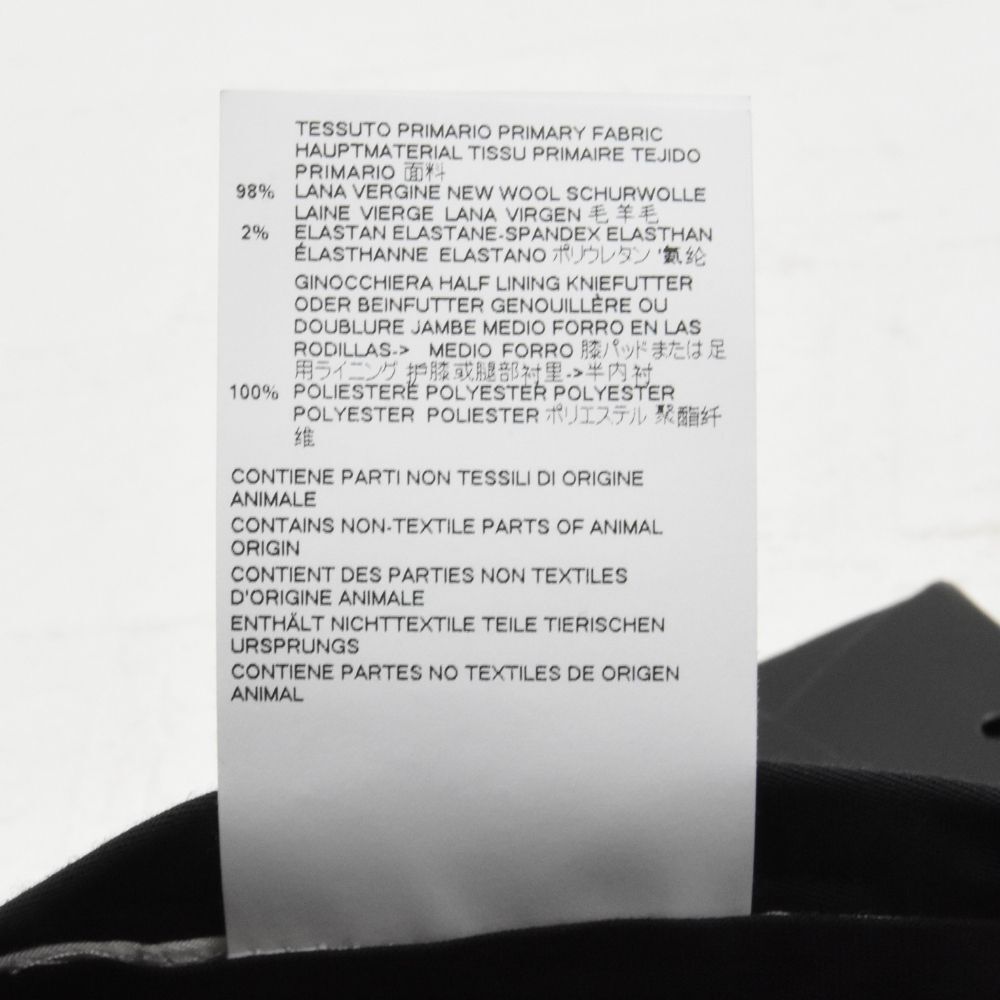 TESSUTO PRIMARIO PRIMARY FABRIC
HAUPTMATERIAL TISSU PRIMAIRE TEJIDO
PRIMARIO 面料
98% LANA VERGINE NEW WOOL SCHURWOLLE
LAINE VIERGE LANA VIRGEN 毛 羊毛
2% ELASTAN ELASTANE-SPANDEX ELASTHAN
ÉLASTHANNE ELASTANO ポリウレタン '氨纶
GINOCCHIERA HALF LINING KNIEFUTTER
ODER BEINFUTTER GENOUILLÈRE OU
DOUBLURE JAMBE MEDIO FORRO EN LAS
RODILLAS-> MEDIO FORRO 膝パッドまたは足
用ライニング 护膝或腿部衬里->半内衬
100% POLIESTERE POLYESTER POLYESTER
POLYESTER POLIESTER ポリエステル 聚酯纤
维
CONTIENE PARTI NON TESSILI DI ORIGINE
ANIMALE
CONTAINS NON-TEXTILE PARTS OF ANIMAL
ORIGIN
CONTIENT DES PARTIES NON TEXTILES
D'ORIGINE ANIMALE
ENTHÄLT NICHTTEXTILE TEILE TIERISCHEN
URSPRUNGS
CONTIENE PARTES NO TEXTILES DE ORIGEN
ANIMAL